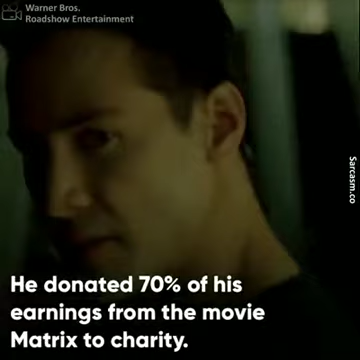 Warner Bros.
Roadshow Entertainment
Sarcasm.co
He donated 70% of his
earnings from the movie
Matrix to charity.